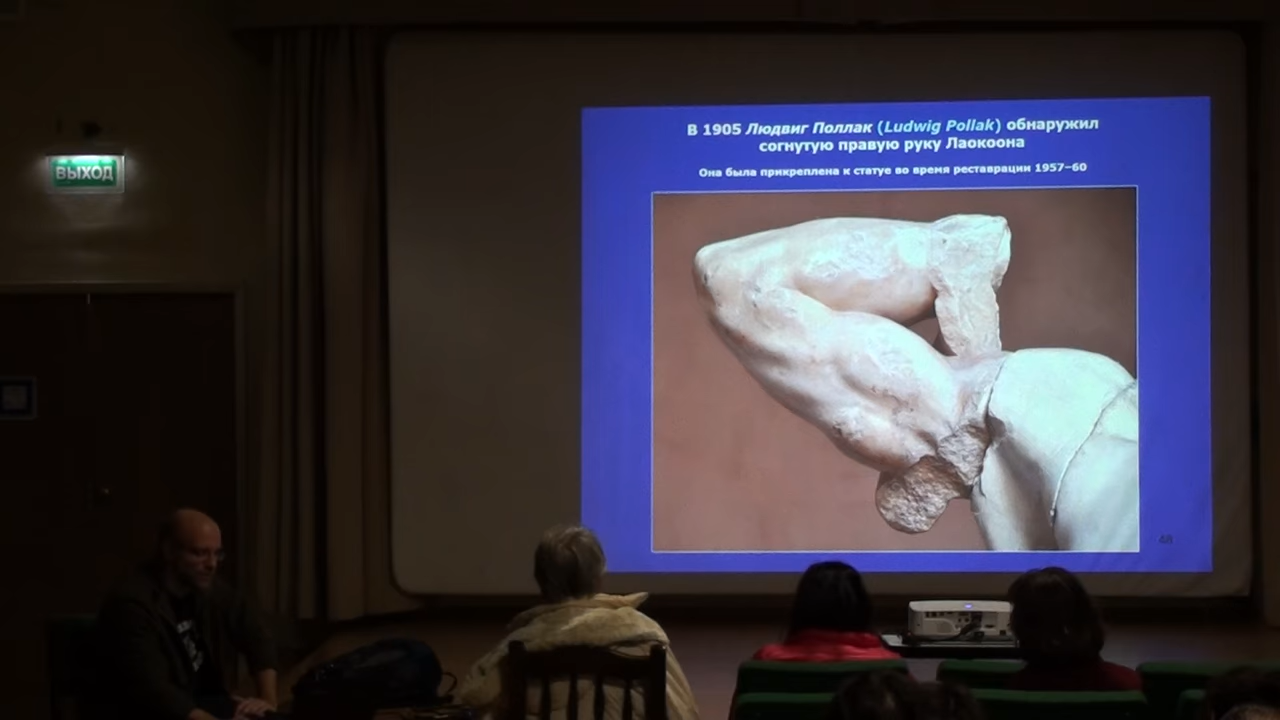 ВЫХОД
В 1905 Людвиг Поллак (Ludwig Pollak) обнаружил
согнутую правую руку Лаокоона
Она была прикреплена к статуе во время реставрации 1957–60
48